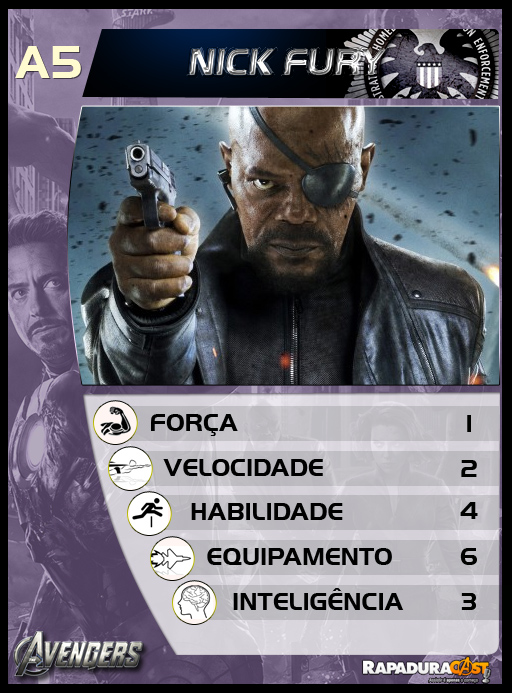 A5
NICK FURY
FORÇA 1
VELOCIDADE 2
HABILIDADE 4
EQUIPAMENTO 6
INTELIGÊNCIA 3
AVENGERS
RAPADURACAST